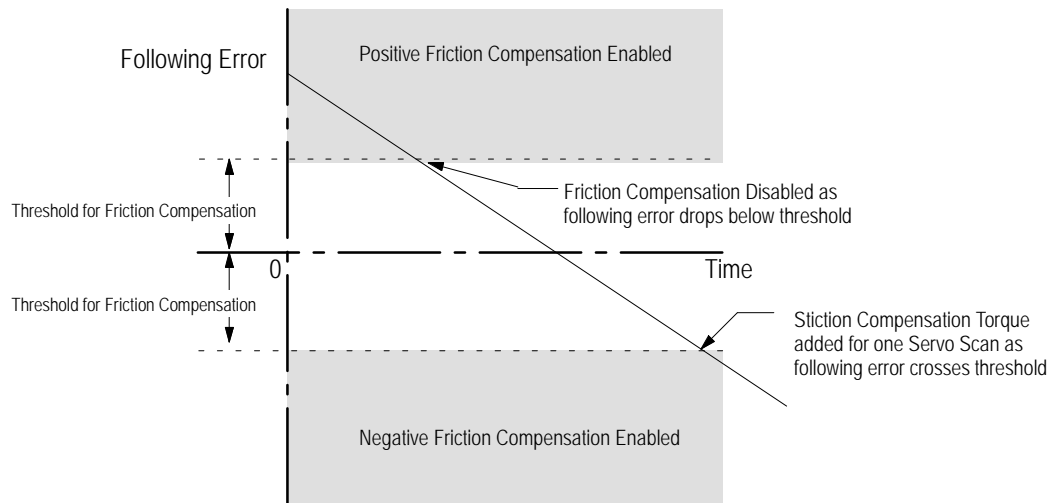 Following Error
Positive Friction Compensation Enabled
Threshold for Friction Compensation
Friction Compensation Disabled as
following error drops below threshold
0
Time
Threshold for Friction Compensation
Stiction Compensation Torque
added for one Servo Scan as
following error crosses threshold
Negative Friction Compensation Enabled